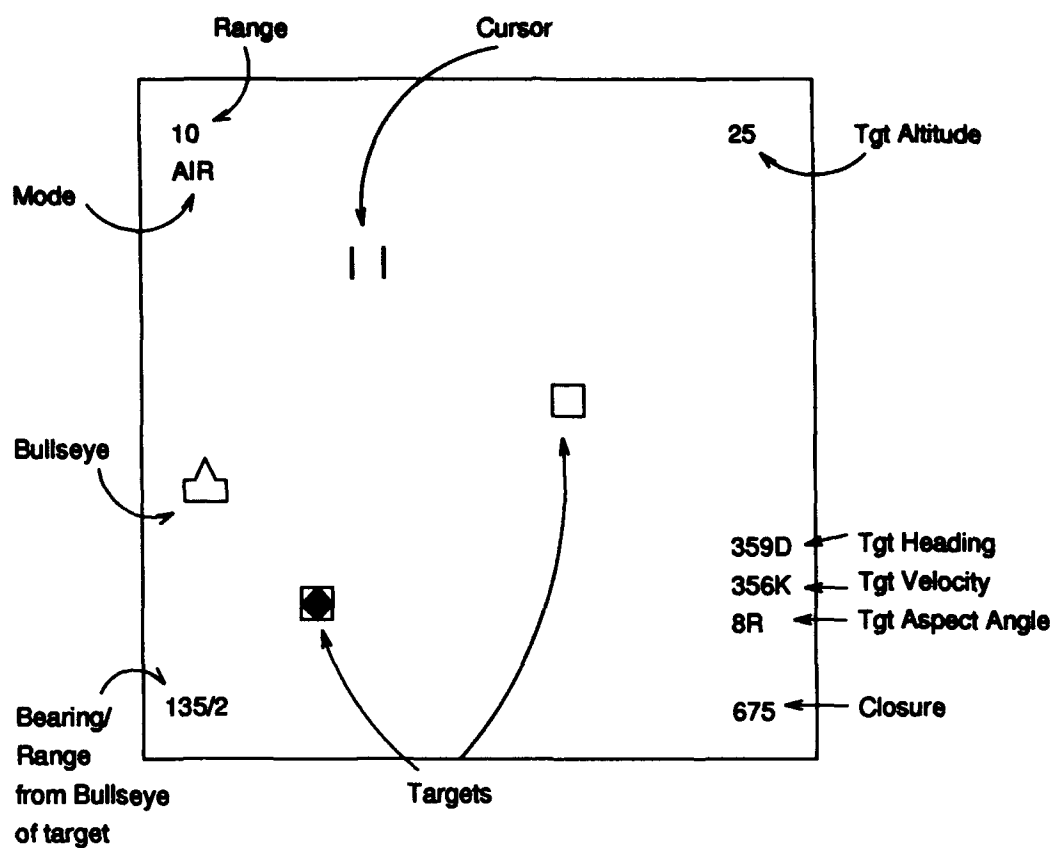 Range
Cursor
10
AIR
25
Tgt Altitude
Mode
Bullseye
359D
Tgt Heading
356K
Tgt Velocity
8R
Tgt Aspect Angle
135/2
675
Closure
Bearing/
Range
from Bullseye
of target
Targets